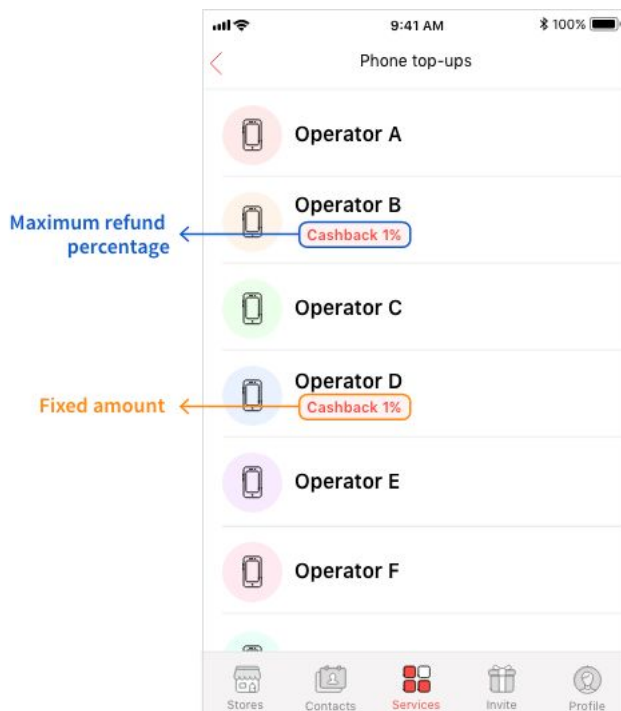 9:41 AM
100%
Phone top-ups
Operator A
Operator B
Maximum refund
percentage
Cashback 1%
Operator C
Operator D
Fixed amount
Cashback 1%
Operator E
Operator F
Stores
Contacts
Services
Invite
Profile